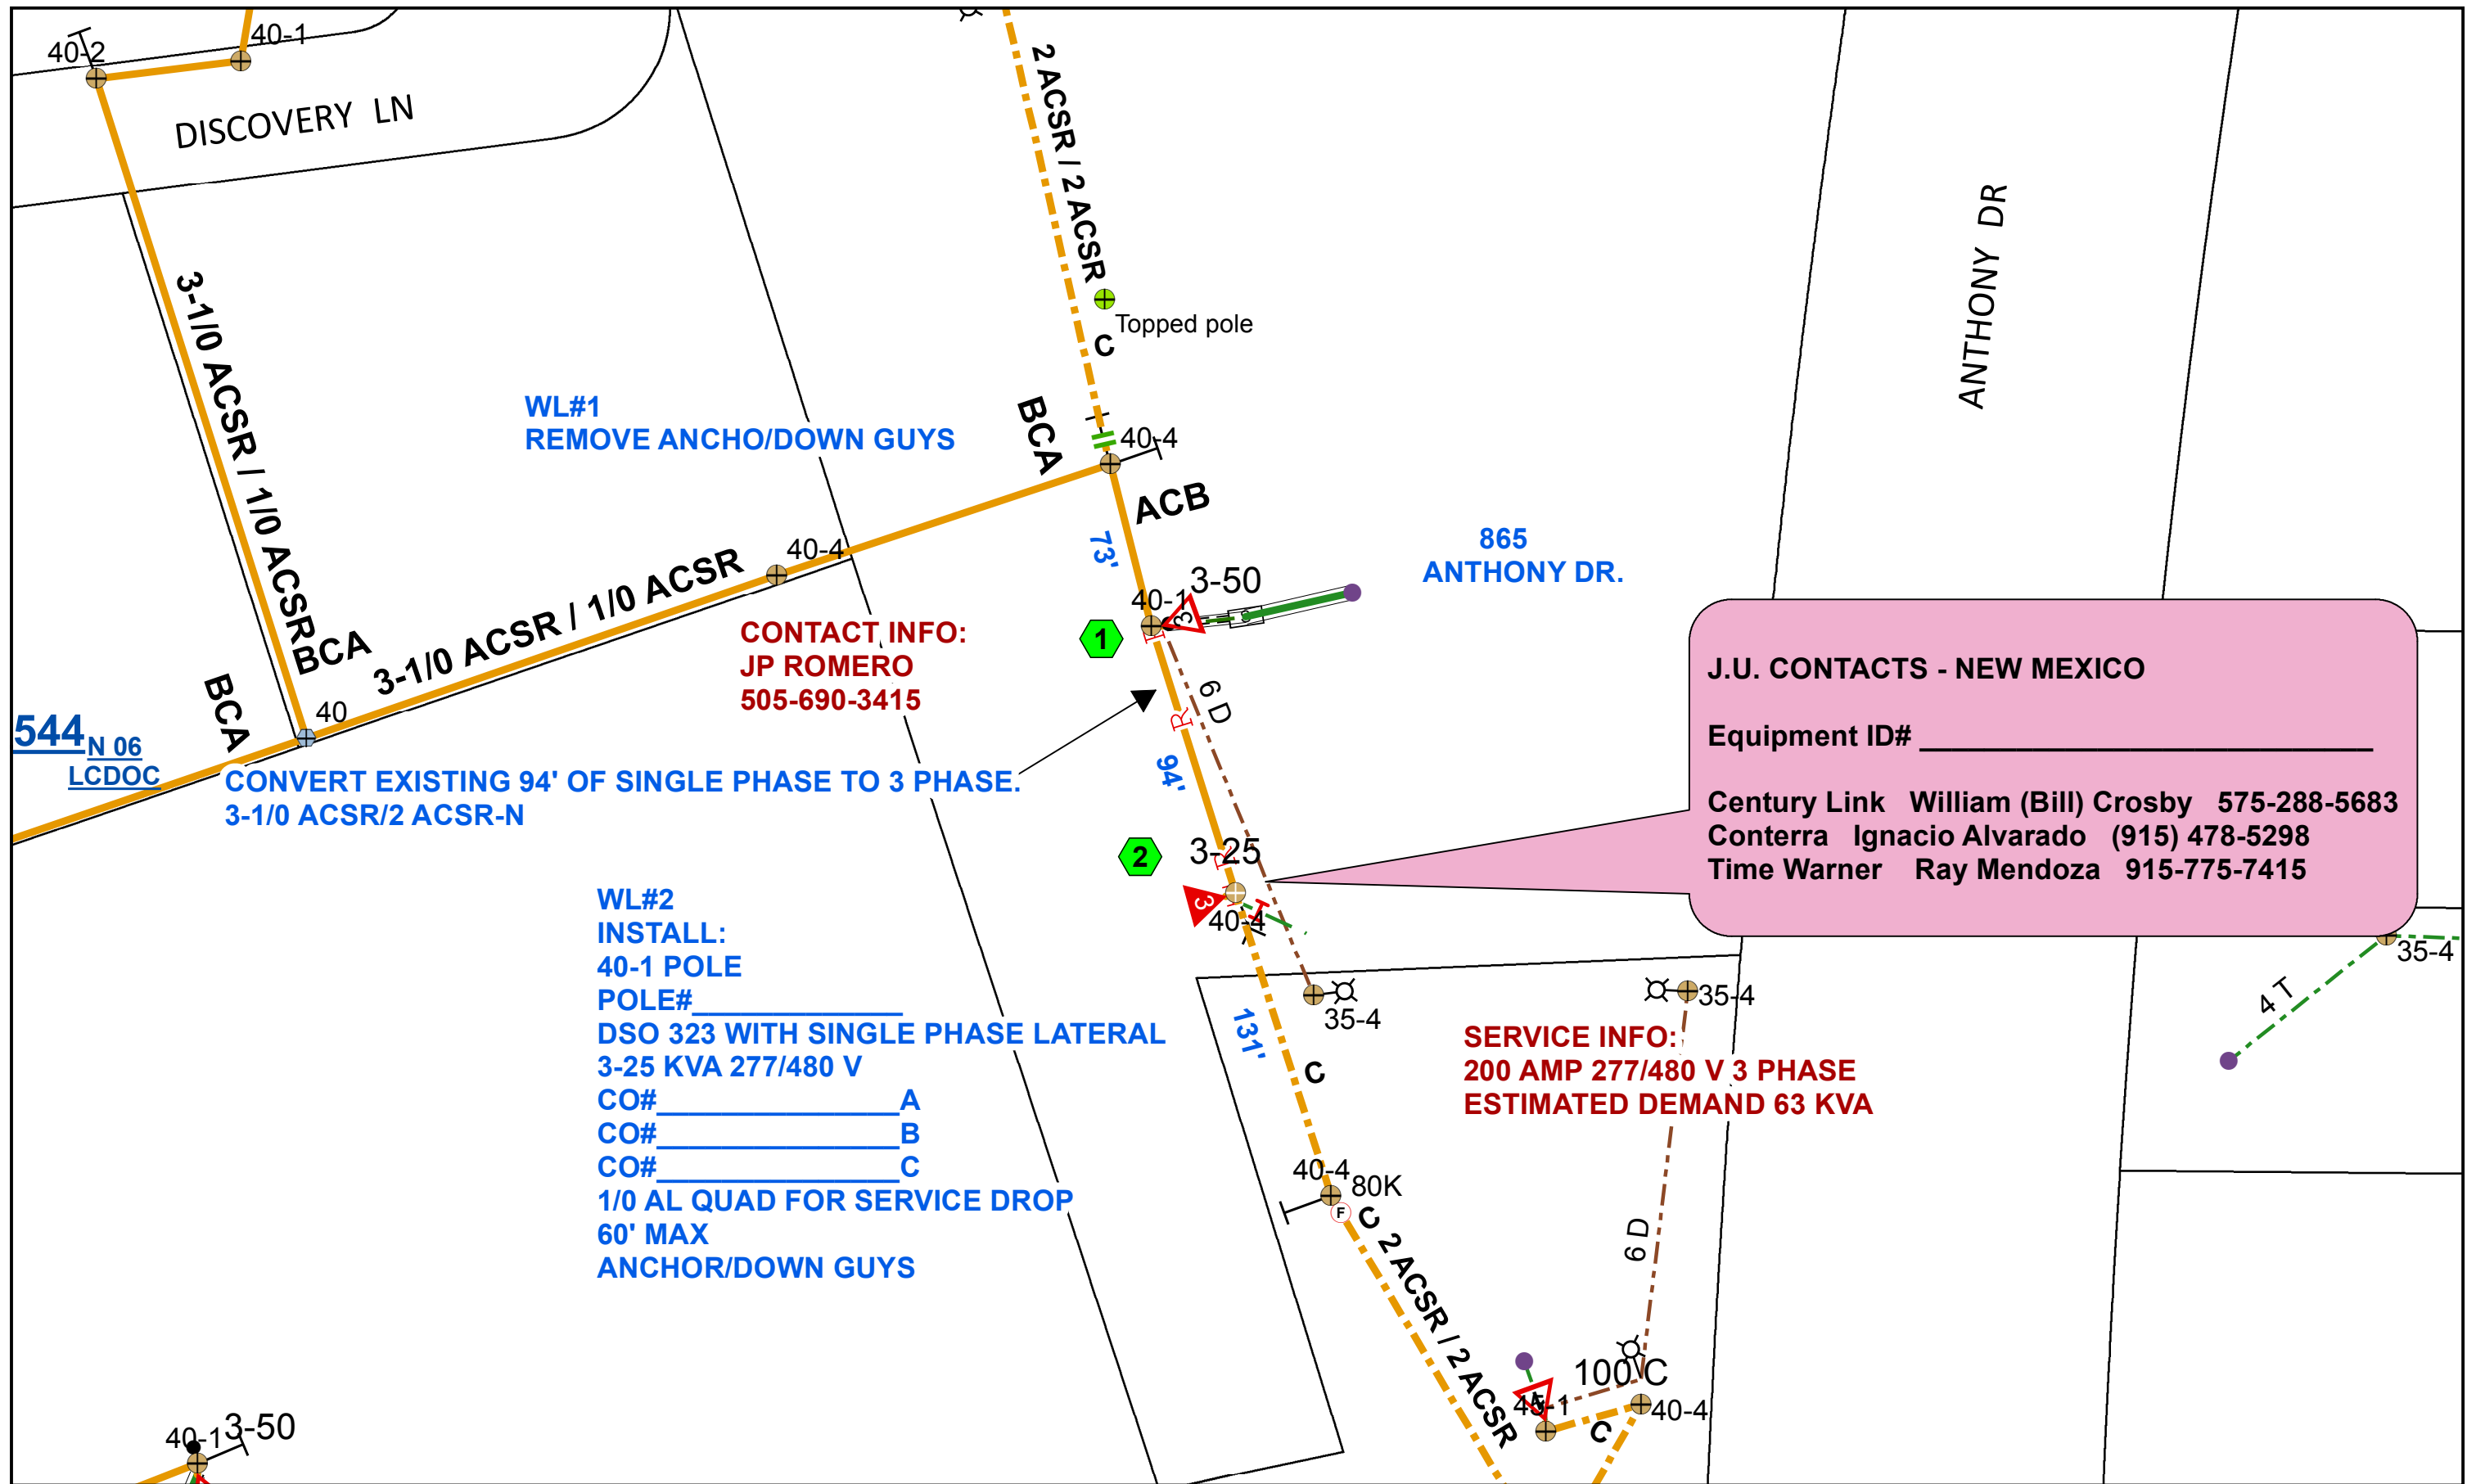 40-2
40-1
DISCOVERY LN
2 ACSR / 2 ACSR
Topped pole
C
ANTHONY DR
3-1/0 ACSR / 1/0 ACSR
WL#1
REMOVE ANCHO/DOWN GUYS
BCA
40-4
ACB
73'
865
ANTHONY DR.
40-4
3-1/0 ACSR / 1/0 ACSR
3-50
40-1
3
1
CONTACT INFO:
JP ROMERO
505-690-3415
BCA
BCA
40
544 N 06
LCDOC
R
6 D
94'
CONVERT EXISTING 94' OF SINGLE PHASE TO 3 PHASE.
3-1/0 ACSR/2 ACSR-N
J.U. CONTACTS - NEW MEXICO
Equipment ID# ____________________________
Century Link William (Bill) Crosby 575-288-5683
Conterra Ignacio Alvarado (915) 478-5298
Time Warner Ray Mendoza 915-775-7415
2
3-25
R
3
40-4
WL#2
INSTALL:
40-1 POLE
POLE#_____________
DSO 323 WITH SINGLE PHASE LATERAL
3-25 KVA 277/480 V
CO#_______________A
CO#_______________B
CO#_______________C
1/0 AL QUAD FOR SERVICE DROP
60' MAX
ANCHOR/DOWN GUYS
35-4
131'
C
35-4
SERVICE INFO:
200 AMP 277/480 V 3 PHASE
ESTIMATED DEMAND 63 KVA
35-4
4 T
40-4
80K
F
C
2 ACSR / 2 ACSR
6 D
100 C
45-1
40-4
C
40-1
3-50